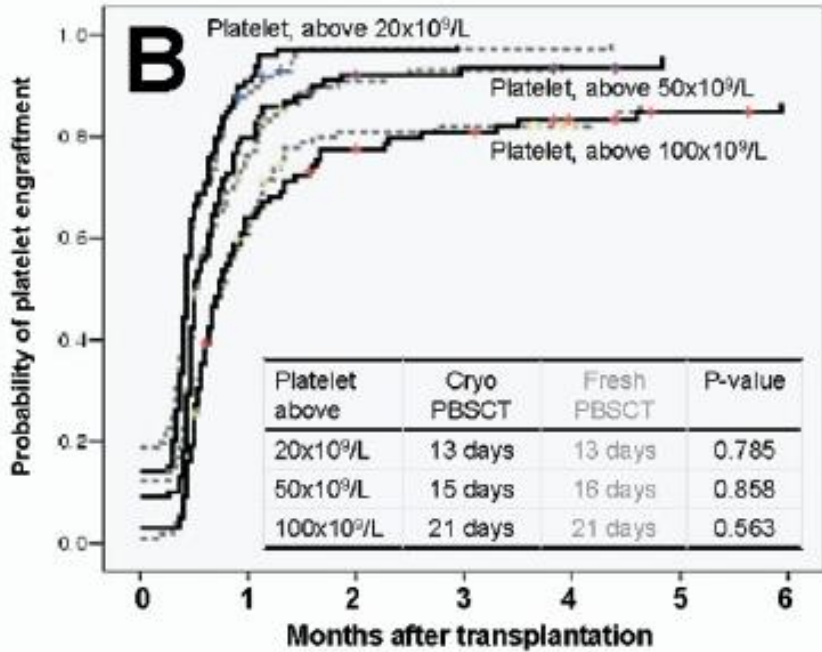 B
Platelet, above 20x10⁹/L
Platelet, above 50x10⁹/L
Platelet, above 100x10⁹/L
Probability of platelet engraftment
1.0
0.8
0.6
0.4
0.2
0.0
Platelet above
Cryo PBSCT
Fresh PBSCT
P-value
20x10⁹/L 13 days 13 days 0.785
50x10⁹/L 15 days 16 days 0.858
100x10⁹/L 21 days 21 days 0.563
0 1 2 3 4 5 6
Months after transplantation